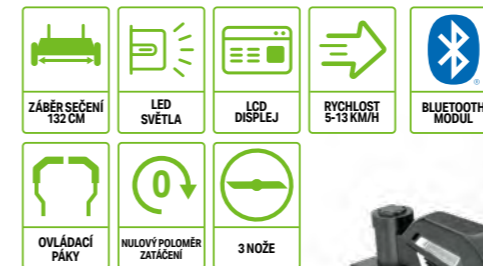 ZÁBĚR SEČENÍ
132 CM
LED
SVĚTLA
LCD
DISPLEJ
RYCHLOST
5-13 KM/H
BLUETOOTH
MODUL
®
OVLÁDACÍ
PÁKY
0
NULOVÝ POLOMĚR
ZATÁČENÍ
3 NOŽE